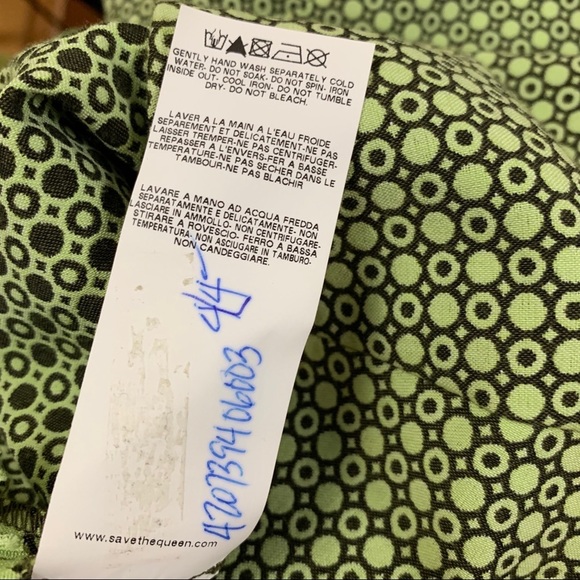 GENTLY HAND WASH SEPARATELY COLD
WATER- DO NOT SOAK- DO NOT SPIN- IRON
INSIDE OUT- COOL IRON- DO NOT TUMBLE
DRY- DO NOT BLEACH.
LAVER A LA MAIN A L'EAU FROIDE
SEPAREMENT ET DELICATEMENT-NE PAS
LAISSER TREMPER-NE PAS CENTRIFUGER-
REPASSER A L'ENVERS-FER A BASSE
TEMPERATURE-NE PAS SECHER DANS LE
TAMBOUR-NE PAS BLACHIR
LAVARE A MANO AD ACQUA FREDDA
SEPARATAMENTE E DELICATAMENTE- NON
LASCIARE IN AMMOLLO- NON CENTRIFUGARE-
STIRARE A ROVESCIO- FERRO A BASSA
TEMPERATURA- NON ASCIUGARE IN TAMBURO-
NON CANDEGGIARE.
420739406003
www.savethequeen.com